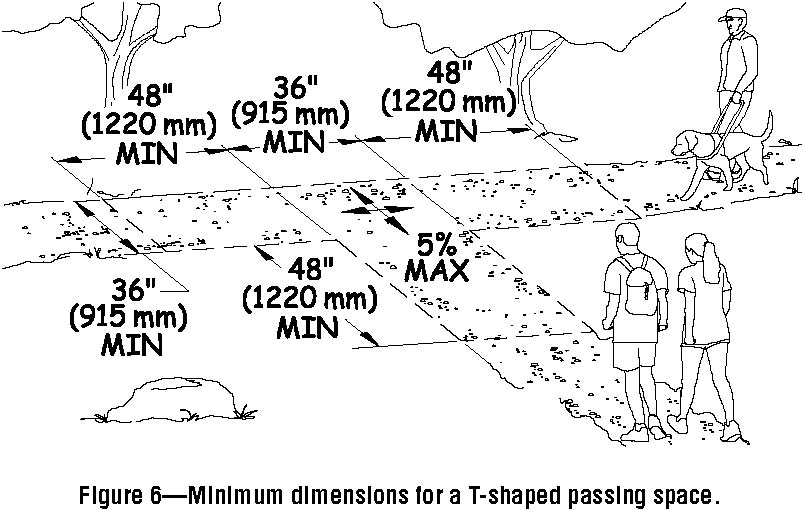 48"
(1220 mm)
MIN
36"
(915 mm)
MIN
48"
(1220 mm)
MIN
5%
MAX
36"
(915 mm)
MIN
48"
(1220 mm)
MIN
Figure 6—Minimum dimensions for a T-shaped passing space.